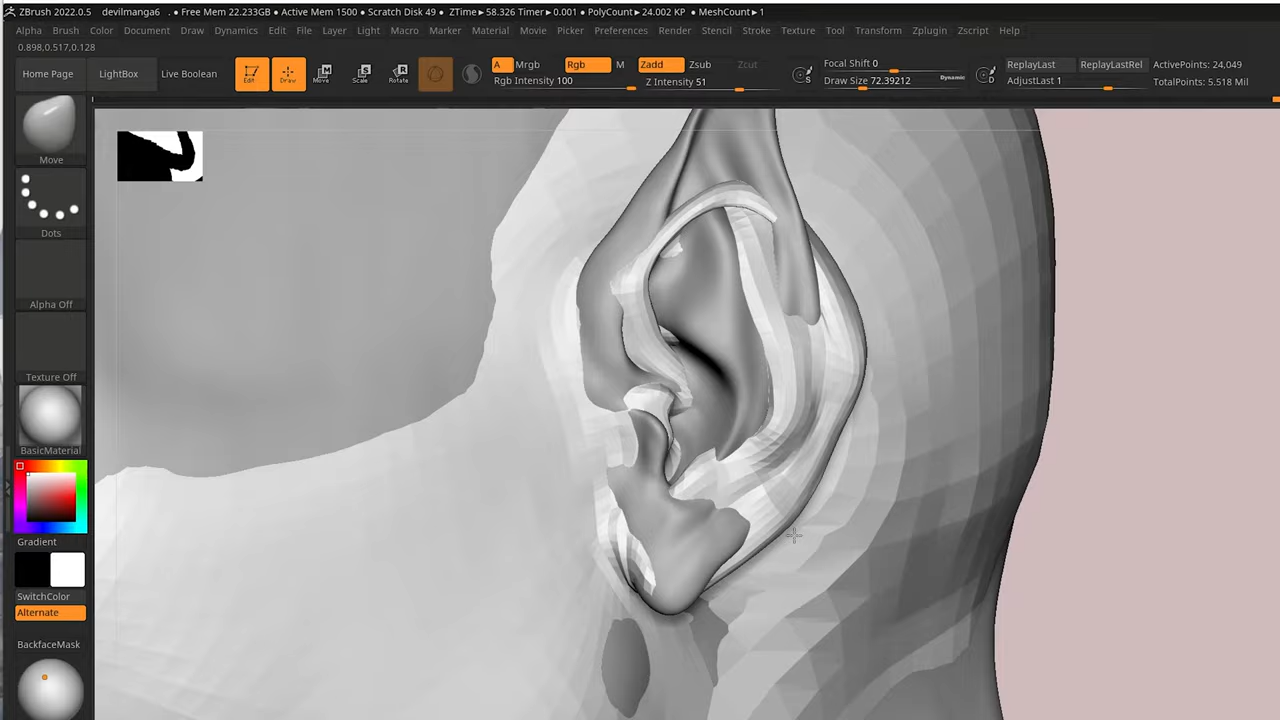 ZBrush 2022.0.5 devilmanga6 . ● Free Mem 22.233GB ● Active Mem 1500 ● Scratch Disk 49 ● ZTime ▸ 58.326 Timer ▸ 0.001 ● PolyCount ▸ 24.002 KP ● MeshCount ▸ 1
Alpha Brush Color Document Draw Dynamics Edit File Layer Light Macro Marker Material Movie Picker Preferences Render Stencil Stroke Texture Tool Transform Zplugin Zscript Help
0.898,0.517,0.128
Home Page LightBox Live Boolean Edit Draw Move Scale Rotate A Mrgb Rgb M Zadd Zsub Zcut
Rgb Intensity 100 Z Intensity 51
S Focal Shift 0
Draw Size 72.39212 Dynamic
D ReplayLast ReplayLastRel ActivePoints: 24,049
AdjustLast 1 TotalPoints: 5.518 Mil
Move
Dots
Alpha Off
Texture Off
BasicMaterial
Gradient
SwitchColor
Alternate
BackfaceMask